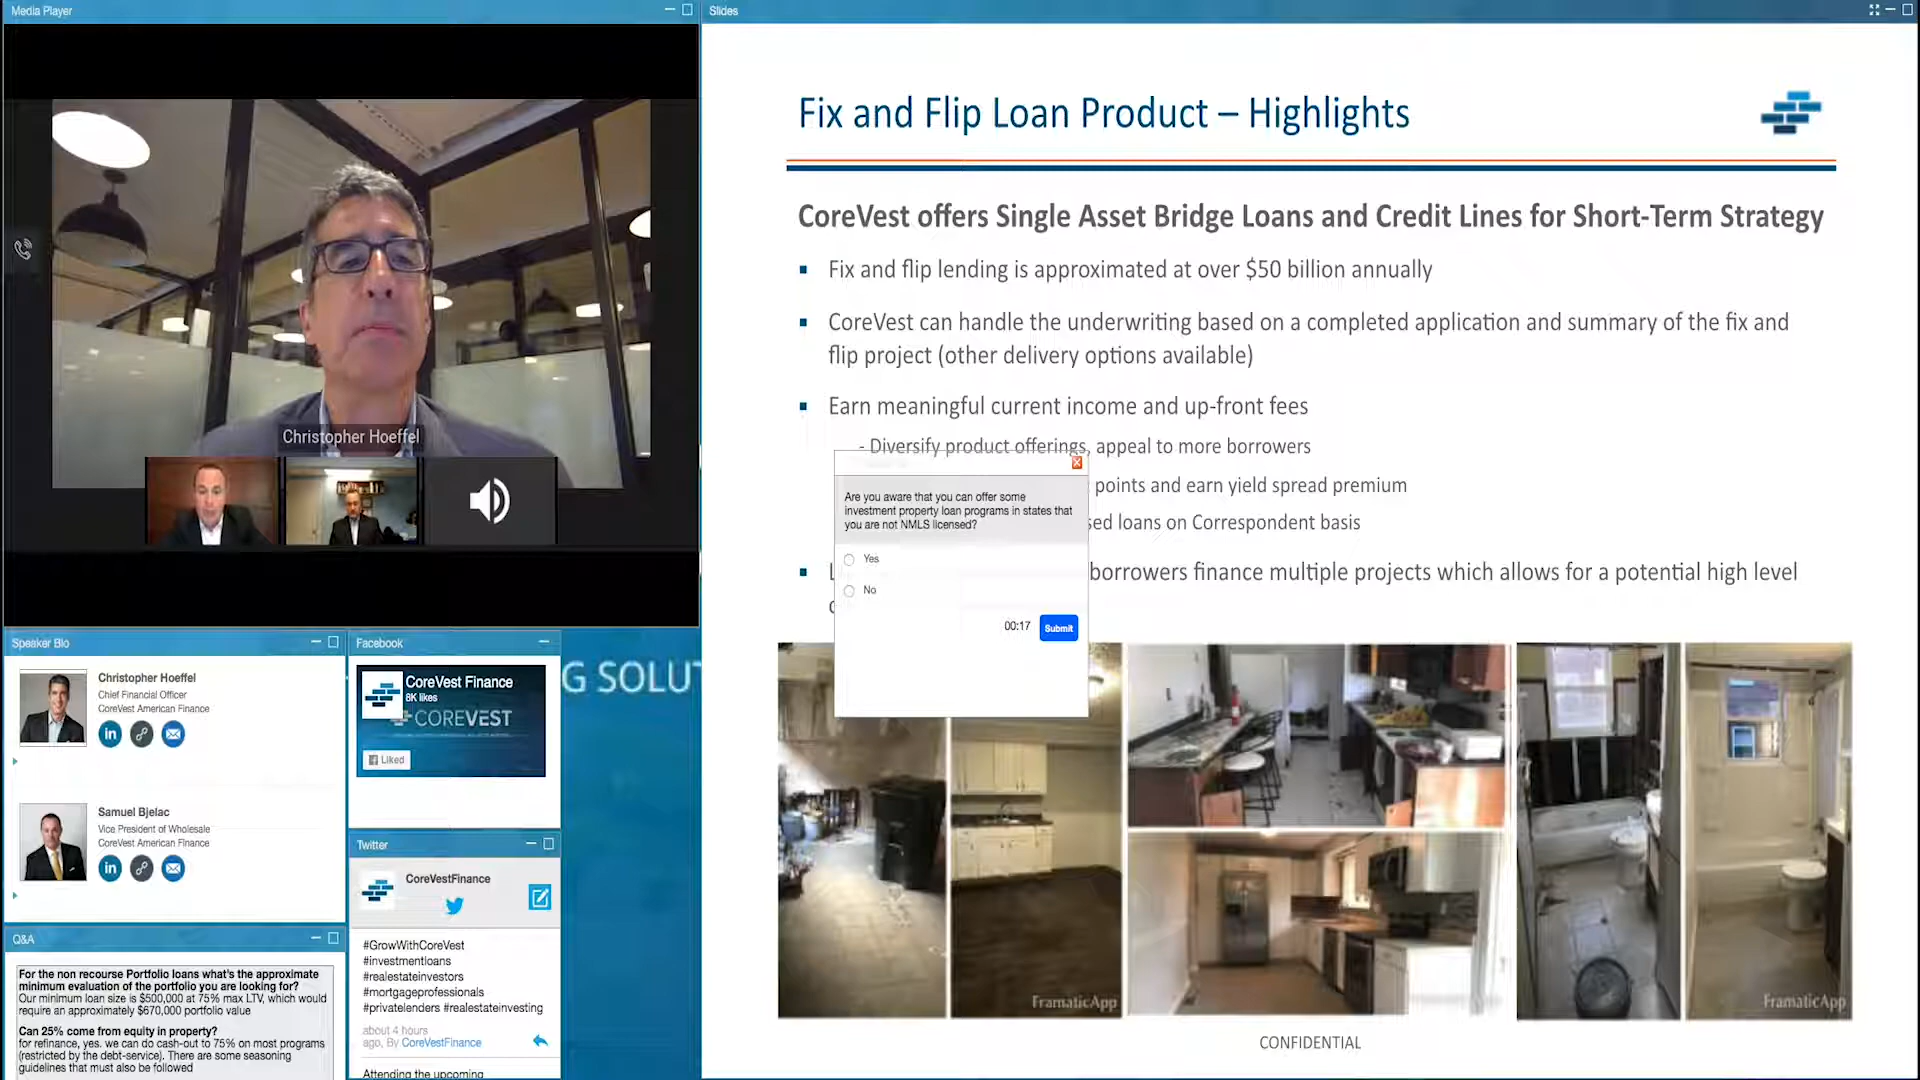 Media Player
Christopher Hoeffel
Speaker Bio
Christopher Hoeffel
Chief Financial Officer
CoreVest American Finance
Samuel Bjelac
Vice President of Wholesale
CoreVest American Finance
Q&A
For the non recourse Portfolio loans what's the approximate
minimum evaluation of the portfolio you are looking for?
Our minimum loan size is $500,000 at 75% max LTV, which would
require an approximately $670,000 portfolio value
Can 25% come from equity in property?
for refinance, yes. we can do cash-out to 75% on most programs
(restricted by the debt-service). There are some seasoning
guidelines that must also be followed
Facebook
CoreVest Finance
8K likes
COREVEST
Liked
G SOLUT
Twitter
CoreVestFinance
#GrowWithCoreVest
#investmentloans
#realestateinvestors
#mortgageprofessionals
#privatelenders #realestateinvesting
about 4 hours
ago, By CoreVestFinance
Attending the upcoming
Slides
Fix and Flip Loan Product – Highlights
CoreVest offers Single Asset Bridge Loans and Credit Lines for Short-Term Strategy
▪ Fix and flip lending is approximated at over $50 billion annually
▪ CoreVest can handle the underwriting based on a completed application and summary of the fix and
flip project (other delivery options available)
▪ Earn meaningful current income and up-front fees
- Diversify product offerings, appeal to more borrowers
points and earn yield spread premium
sed loans on Correspondent basis
borrowers finance multiple projects which allows for a potential high level
Are you aware that you can offer some
investment property loan programs in states that
you are not NMLS licensed?
Yes
No
00:17 Submit
FramaticApp
FramaticApp
CONFIDENTIAL